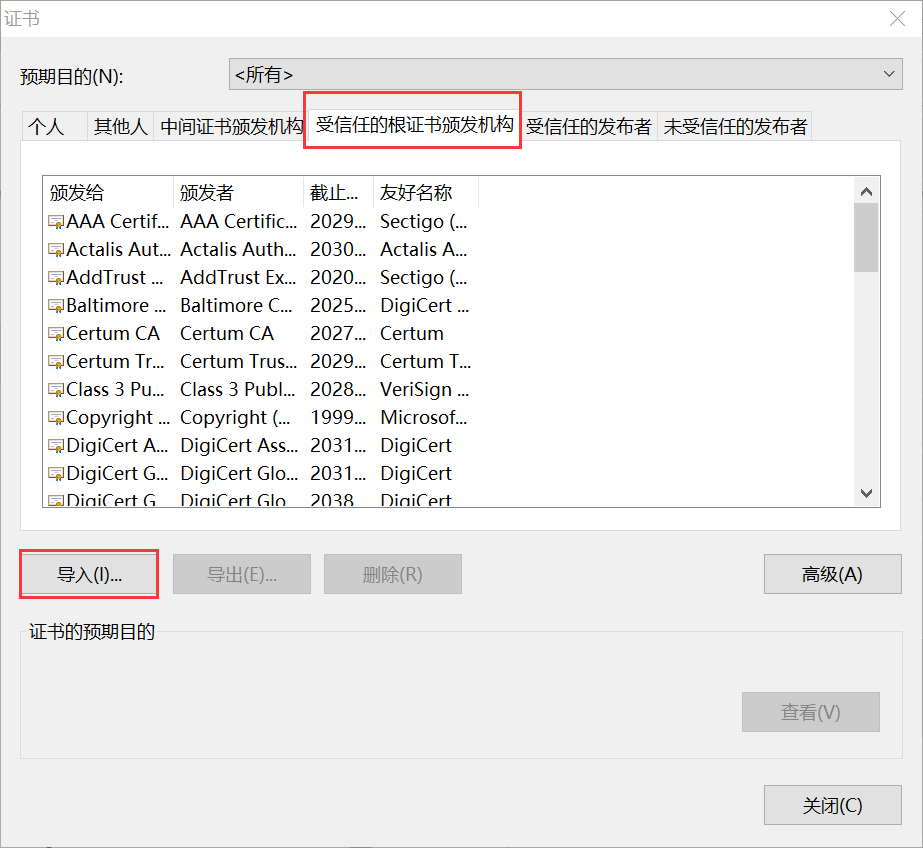 证书
预期目的(N): <所有>
个人 其他人 中间证书颁发机构 受信任的根证书颁发机构 受信任的发布者 未受信任的发布者
颁发给 颁发者 截止... 友好名称
AAA Certif... AAA Certific... 2029... Sectigo (...
Actalis Aut... Actalis Auth... 2030... Actalis A...
AddTrust ... AddTrust Ex... 2020... Sectigo (...
Baltimore ... Baltimore C... 2025... DigiCert ...
Certum CA Certum CA 2027... Certum
Certum Tr... Certum Trus... 2029... Certum T...
Class 3 Pu... Class 3 Publ... 2028... VeriSign ...
Copyright ... Copyright (... 1999... Microsof...
DigiCert A... DigiCert Ass... 2031... DigiCert
DigiCert G... DigiCert Glo... 2031... DigiCert
DigiCert G... DigiCert Glo... 2038... DigiCert
导入(I)... 导出(E)... 删除(R) 高级(A)
证书的预期目的
查看(V)
关闭(C)